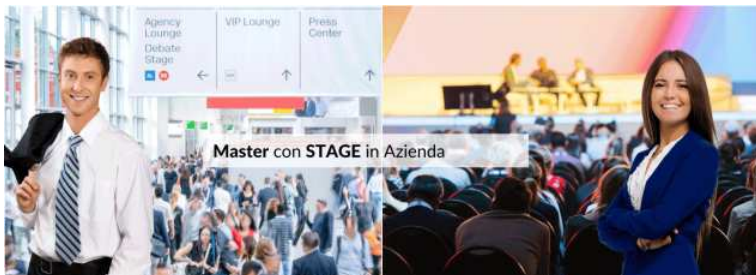 Agency
Lounge
Debate
Stage
VIP Lounge
Press
Center
Master con STAGE in Azienda